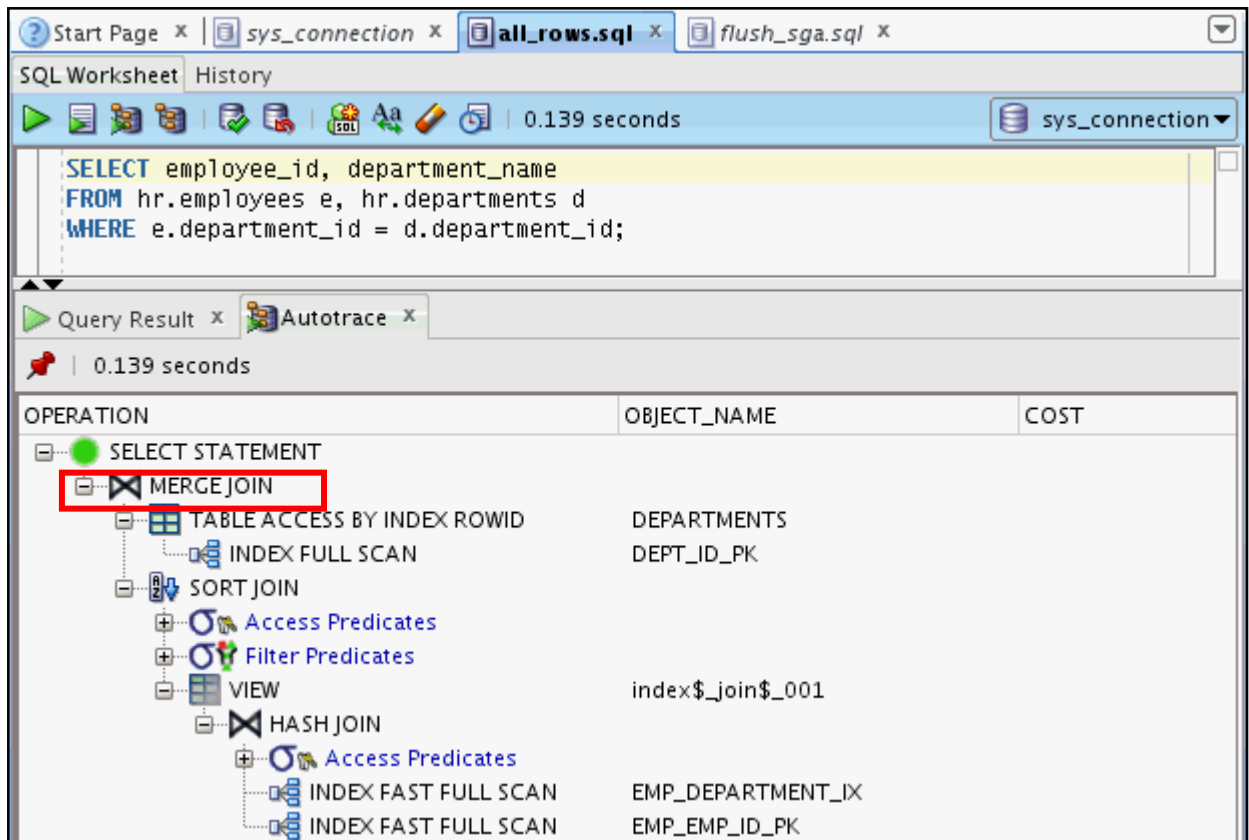 Start Page x sys_connection x all_rows.sql x flush_sga.sql x
SQL Worksheet History
0.139 seconds sys_connection
SELECT employee_id, department_name
FROM hr.employees e, hr.departments d
WHERE e.department_id = d.department_id;
Query Result x Autotrace x
0.139 seconds
OPERATION OBJECT_NAME COST
SELECT STATEMENT
MERGE JOIN
TABLE ACCESS BY INDEX ROWID DEPARTMENTS
INDEX FULL SCAN DEPT_ID_PK
SORT JOIN
Access Predicates
Filter Predicates
VIEW index$_join$_001
HASH JOIN
Access Predicates
INDEX FAST FULL SCAN EMP_DEPARTMENT_IX
INDEX FAST FULL SCAN EMP_EMP_ID_PK